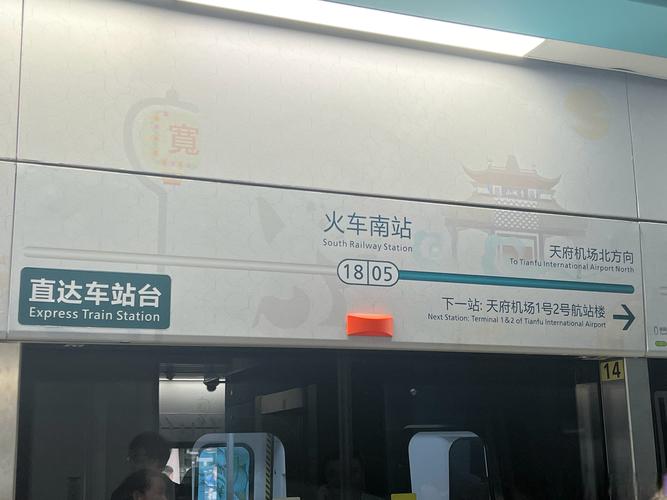 寬
火车南站
South Railway Station
天府机场北方向
To Tianfu International Airport North
18 05
直达车站台
Express Train Station
下一站: 天府机场1号2号航站楼
Next Station: Terminal 1&2 of Tianfu International Airport
14